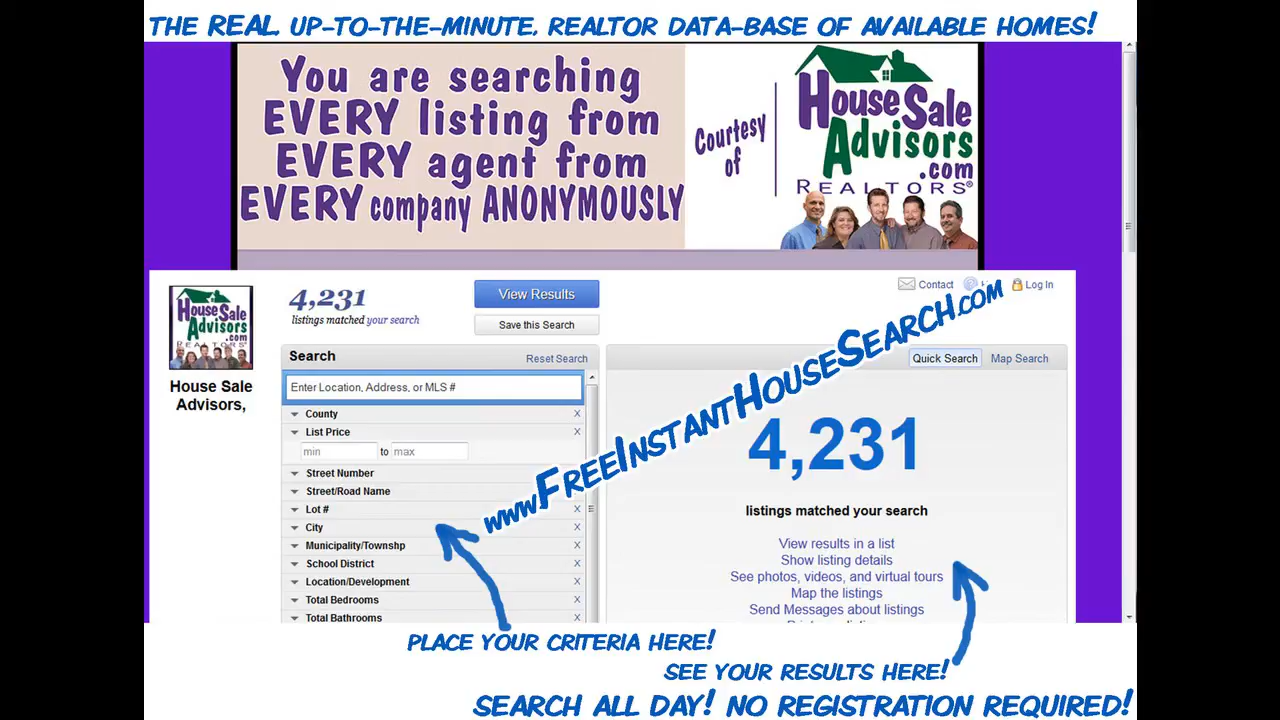 THE REAL, UP-TO-THE-MINUTE, REALTOR DATA-BASE OF AVAILABLE HOMES!
You are searching
EVERY listing from
EVERY agent from
EVERY company ANONYMOUSLY
Courtesy
of
HouseSale
Advisors
.com
REALTORS®
4,231
listings matched your search
View Results
Save this Search
Contact
Log In
House Sale
Advisors
.com
REALTORS
House Sale
Advisors,
Search
Reset Search
Quick Search
Map Search
Enter Location, Address, or MLS #
County X
List Price X
min to max
Street Number
Street/Road Name
Lot # X
City X
Municipality/Townshp X
School District X
Location/Development X
Total Bedrooms X
Total Bathrooms X
www.FreeInstantHouseSearch.com
4,231
listings matched your search
View results in a list
Show listing details
See photos, videos, and virtual tours
Map the listings
Send Messages about listings
PLACE YOUR CRITERIA HERE!
SEE YOUR RESULTS HERE!
SEARCH ALL DAY! NO REGISTRATION REQUIRED!